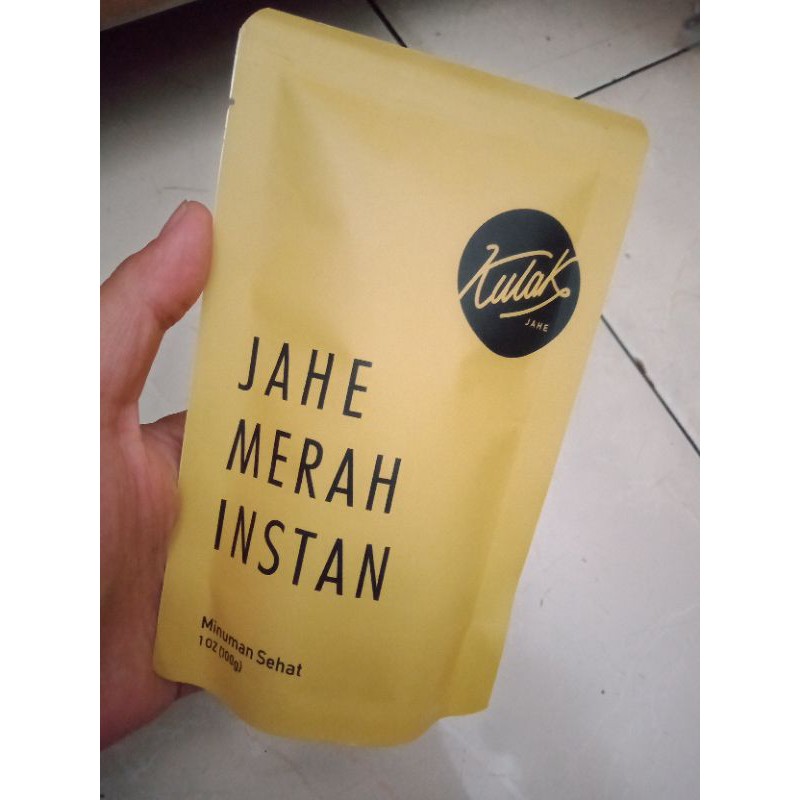 Kulak
JAHE
JAHE
MERAH
INSTAN
Minuman Sehat
1 OZ (100g)